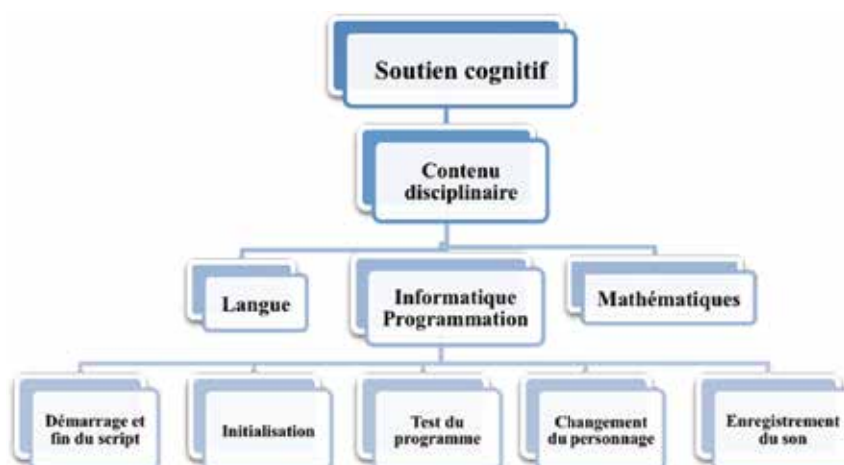 Soutien cognitif
Contenu
disciplinaire
Langue
Informatique
Programmation
Mathématiques
Démarrage et
fin du script
Initialisation
Test du
programme
Changement
du personnage
Enregistrement
du son